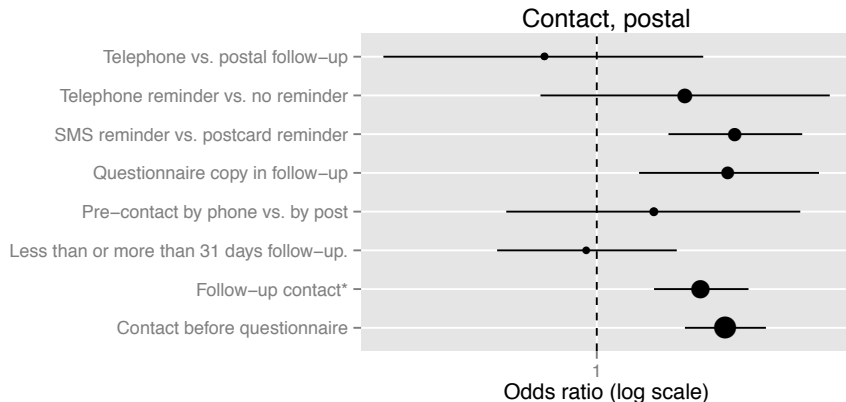 Contact, postal
Telephone vs. postal follow−up
Telephone reminder vs. no reminder
SMS reminder vs. postcard reminder
Questionnaire copy in follow−up
Pre−contact by phone vs. by post
Less than or more than 31 days follow−up.
Follow−up contact*
Contact before questionnaire
1
Odds ratio (log scale)